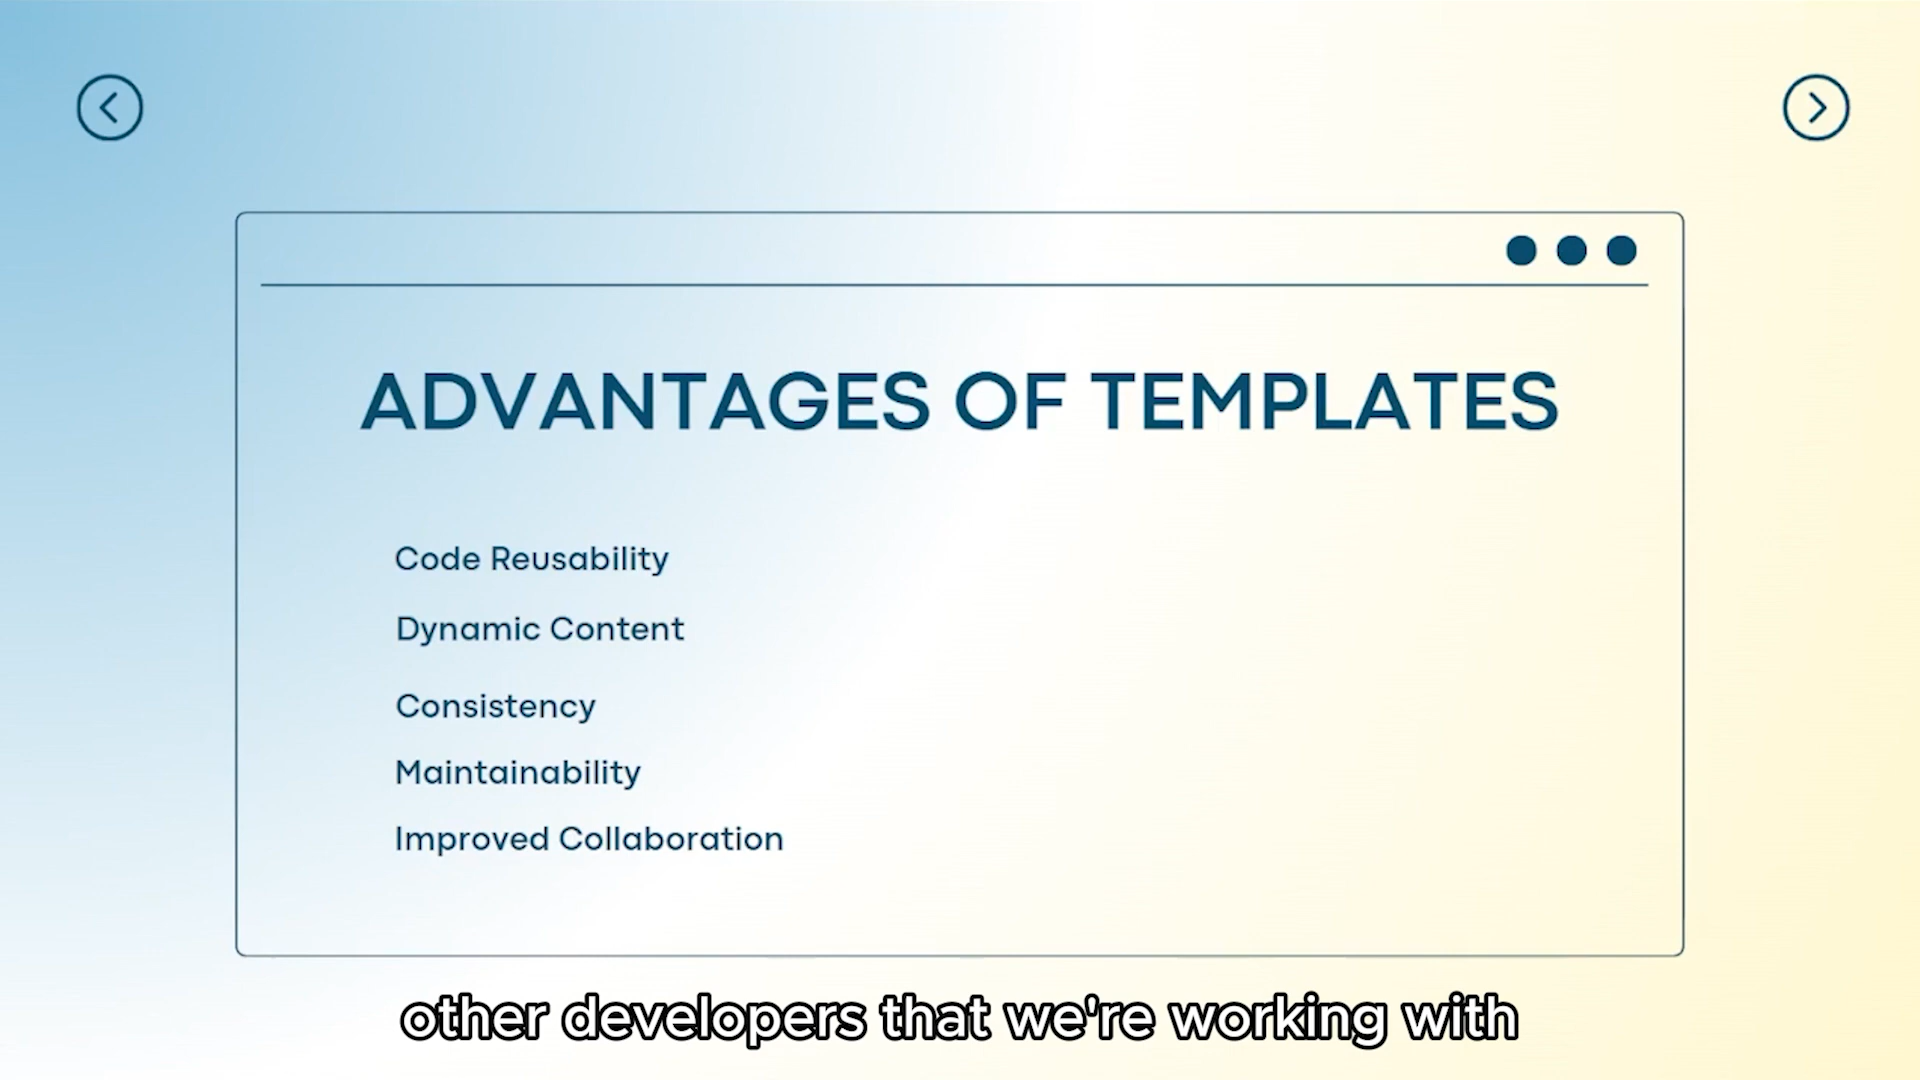 ADVANTAGES OF TEMPLATES
Code Reusability
Dynamic Content
Consistency
Maintainability
Improved Collaboration
other developers that we're working with